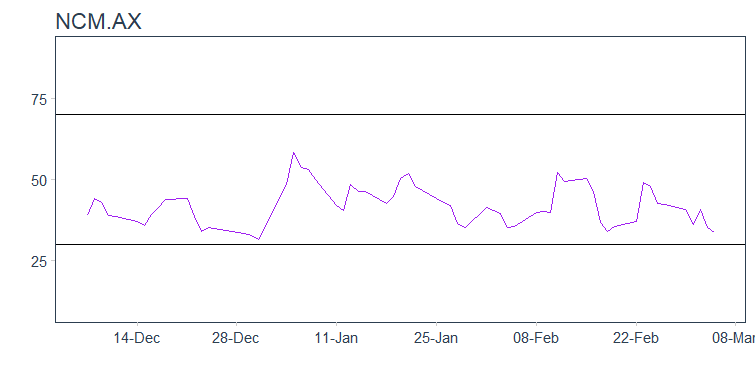 NCM.AX
75
50
25
14-Dec
28-Dec
11-Jan
25-Jan
08-Feb
22-Feb
08-Mar